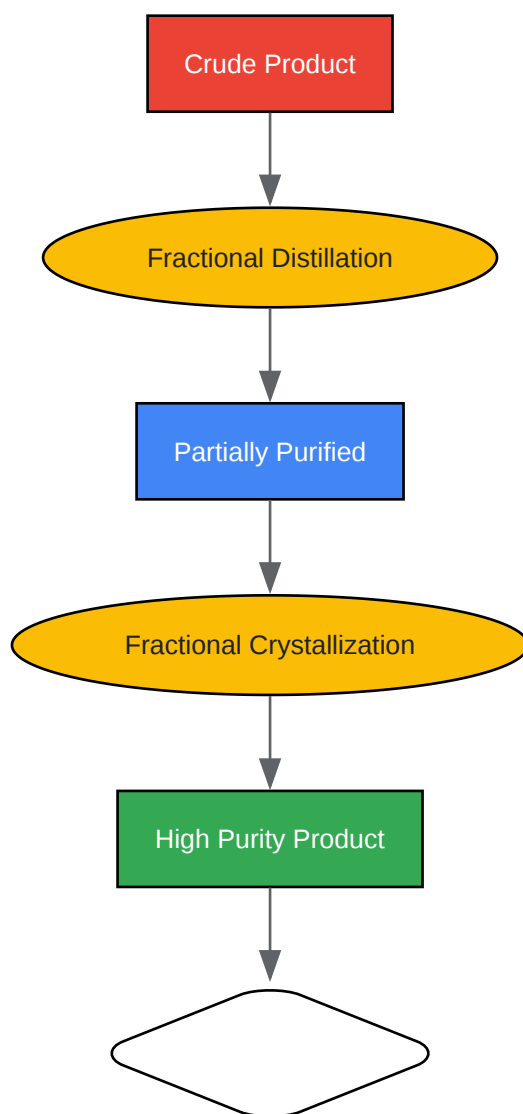 Crude Product
Fractional Distillation
Partially Purified
Fractional Crystallization
High Purity Product